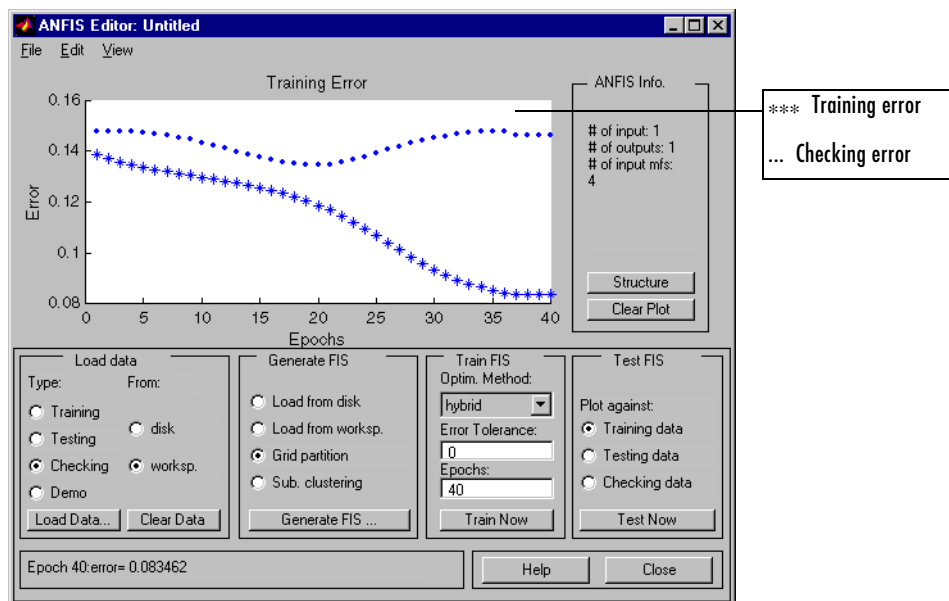 ANFIS Editor: Untitled
File Edit View
Training Error
0.16
0.14
0.12
0.1
0.08
Error
0 5 10 15 20 25 30 35 40
Epochs
ANFIS Info.
# of input: 1
# of outputs: 1
# of input mfs:
4
Structure
Clear Plot
*** Training error
... Checking error
Load data
Type: From:
Training
Testing
Checking
Demo
disk
worksp.
Load Data... Clear Data
Generate FIS
Load from disk
Load from worksp.
Grid partition
Sub. clustering
Generate FIS ...
Train FIS
Optim. Method:
hybrid
Error Tolerance:
0
Epochs:
40
Train Now
Test FIS
Plot against:
Training data
Testing data
Checking data
Test Now
Epoch 40:error= 0.083462
Help Close